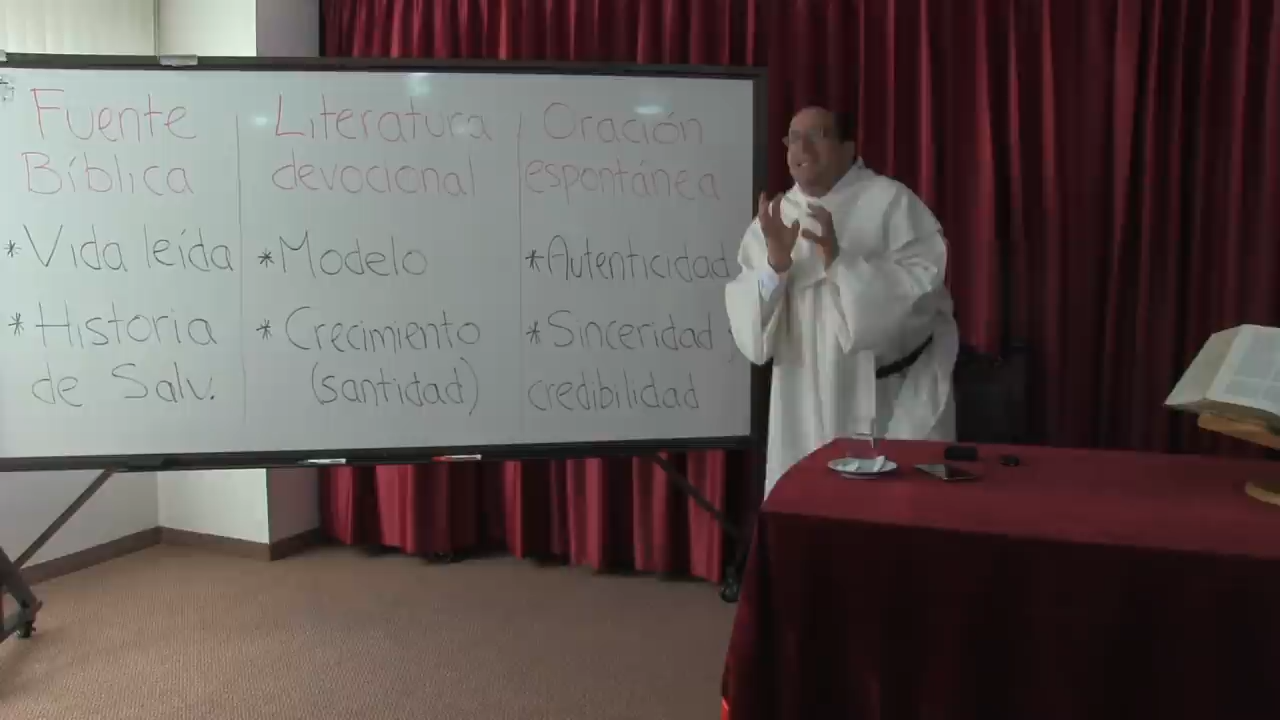 Fuente
Bíblica
*Vida leída
*Historia
de Salv.
Literatura
devocional
*Modelo
*Crecimiento
(santidad)
Oración
espontánea
*Autenticidad
*Sinceridad y
credibilidad